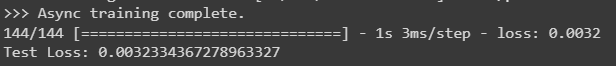 >>> Async training complete.
144/144 [==============================] - 1s 3ms/step - loss: 0.0032
Test Loss: 0.0032334367278963327